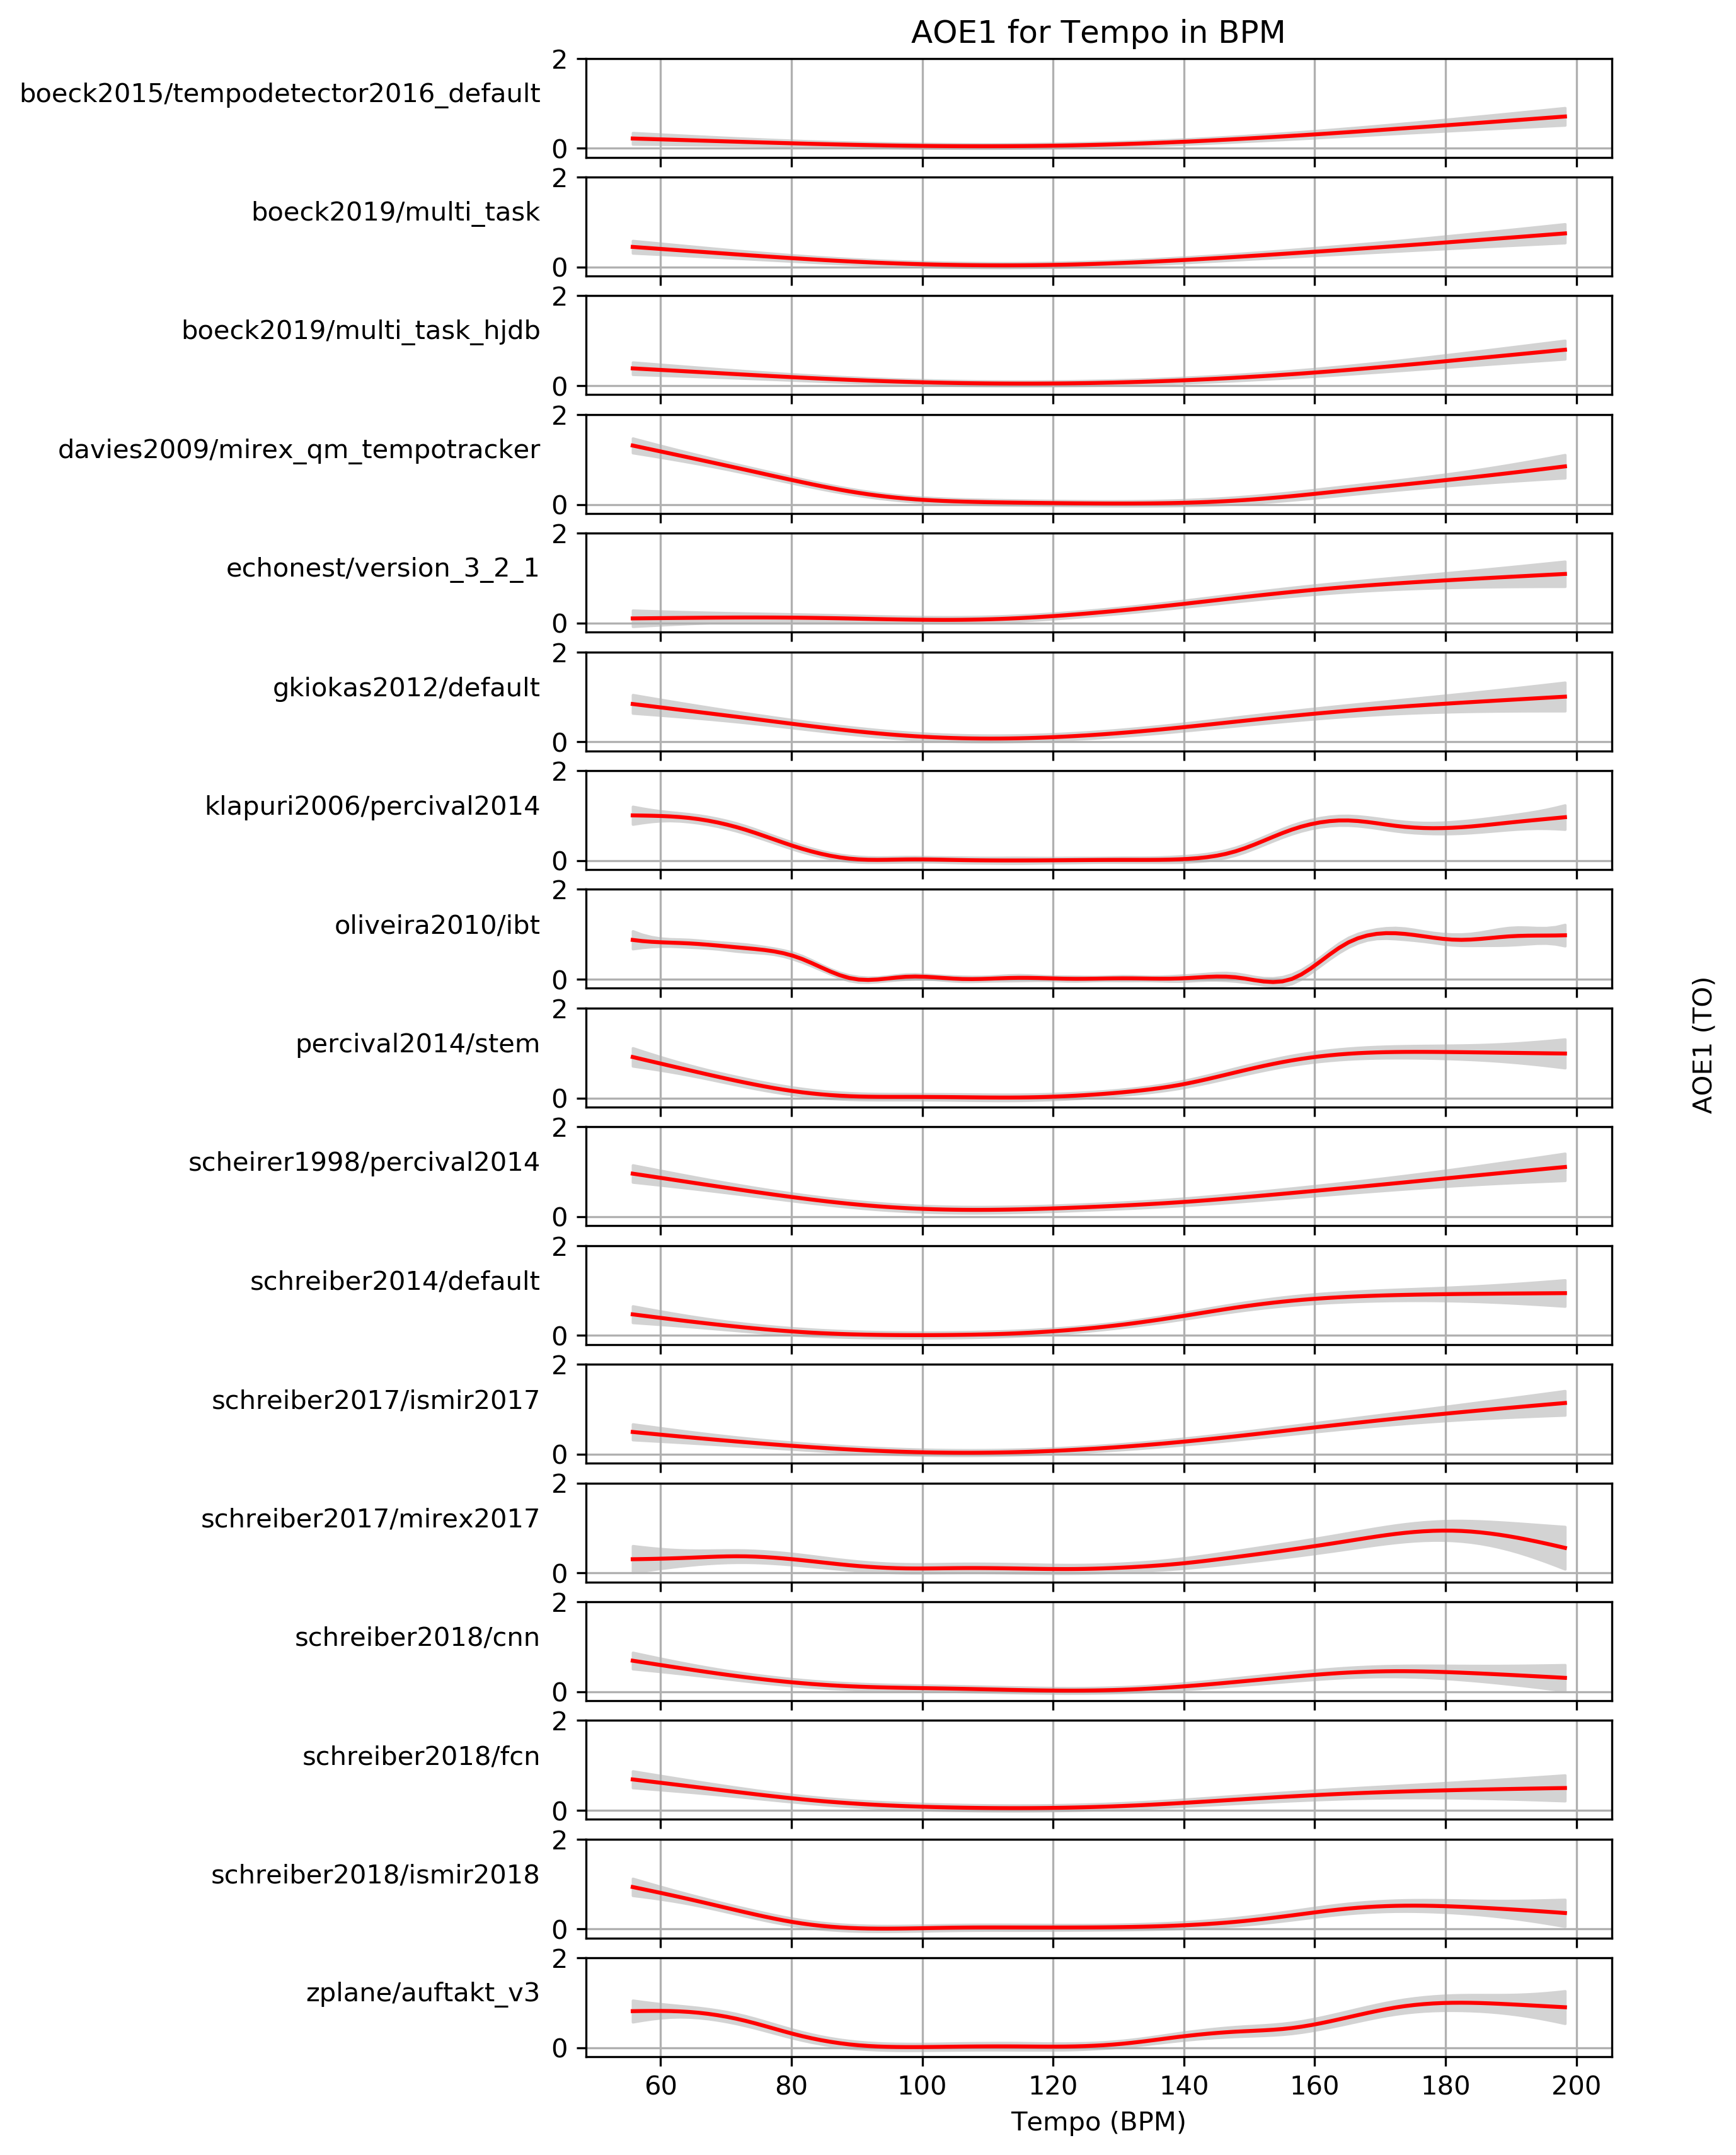 AOE1 for Tempo in BPM
2
boeck2015/tempodetector2016_default
0
2
boeck2019/multi_task
0
2
boeck2019/multi_task_hjdb
0
2
davies2009/mirex_qm_tempotracker
0
2
echonest/version_3_2_1
0
2
gkiokas2012/default
0
2
klapuri2006/percival2014
0
2
oliveira2010/ibt
0
2
percival2014/stem
0
2
scheirer1998/percival2014
0
2
schreiber2014/default
0
2
schreiber2017/ismir2017
0
2
schreiber2017/mirex2017
0
2
schreiber2018/cnn
0
2
schreiber2018/fcn
0
2
schreiber2018/ismir2018
0
2
zplane/auftakt_v3
0
60 80 100 120 140 160 180 200
Tempo (BPM)
AOE1 (TO)